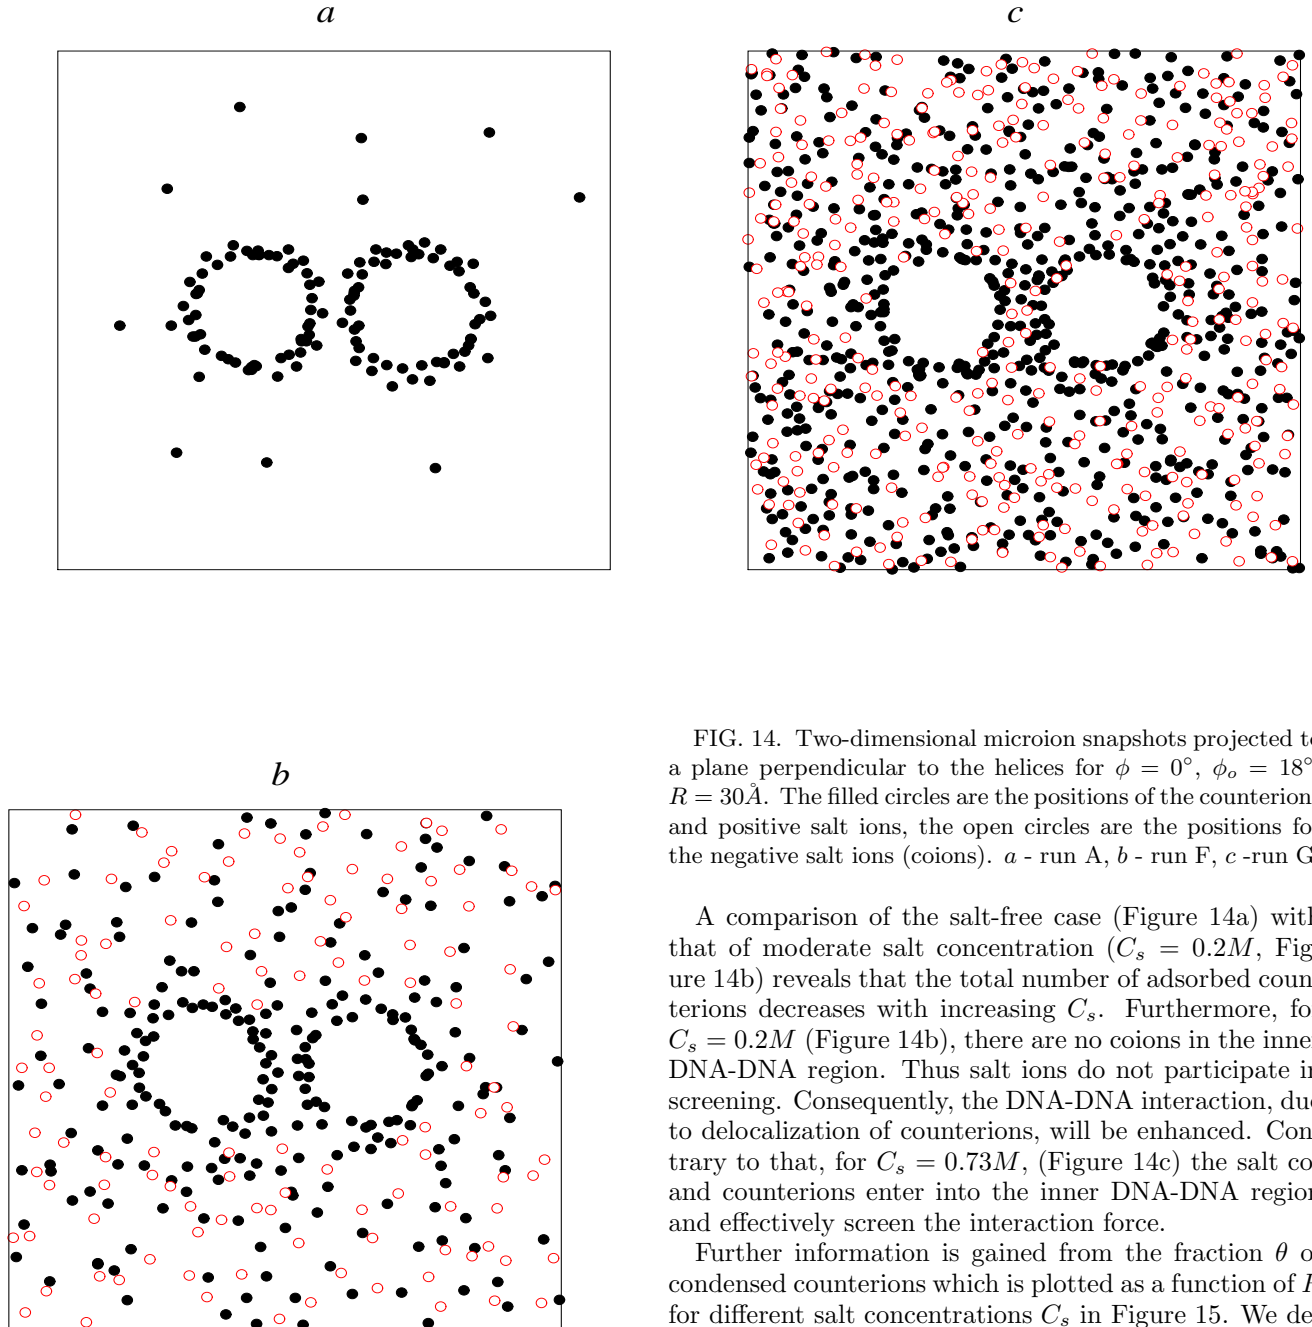 a
c
b
FIG. 14. Two-dimensional microion snapshots projected to
a plane perpendicular to the helices for ϕ = 0°, ϕₒ = 18°
R = 30Å. The filled circles are the positions of the counterion
and positive salt ions, the open circles are the positions fo
the negative salt ions (coions). a - run A, b - run F, c -run G
A comparison of the salt-free case (Figure 14a) with
that of moderate salt concentration (Cₛ = 0.2M, Fig
ure 14b) reveals that the total number of adsorbed coun
terions decreases with increasing Cₛ. Furthermore, fo
Cₛ = 0.2M (Figure 14b), there are no coions in the inner
DNA-DNA region. Thus salt ions do not participate in
screening. Consequently, the DNA-DNA interaction, due
to delocalization of counterions, will be enhanced. Con
trary to that, for Cₛ = 0.73M, (Figure 14c) the salt co
and counterions enter into the inner DNA-DNA region
and effectively screen the interaction force.
Further information is gained from the fraction θ o
condensed counterions which is plotted as a function of R
for different salt concentrations Cₛ in Figure 15. We de